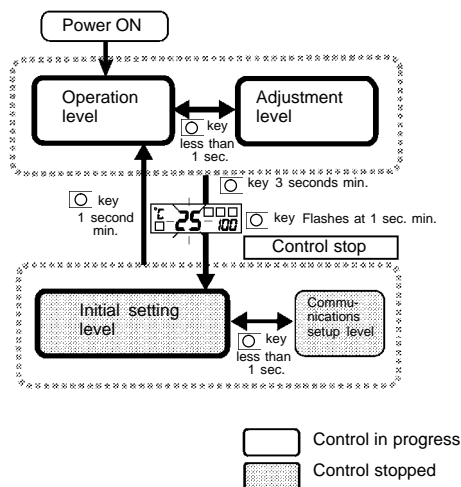 Power ON
Operation
level
Adjustment
level
key
less than
1 sec.
key 3 seconds min.
key
1 second
min.
°C 25 100
key Flashes at 1 sec. min.
Control stop
Initial setting
level
Commu-
nications
setup level
key
less than
1 sec.
Control in progress
Control stopped